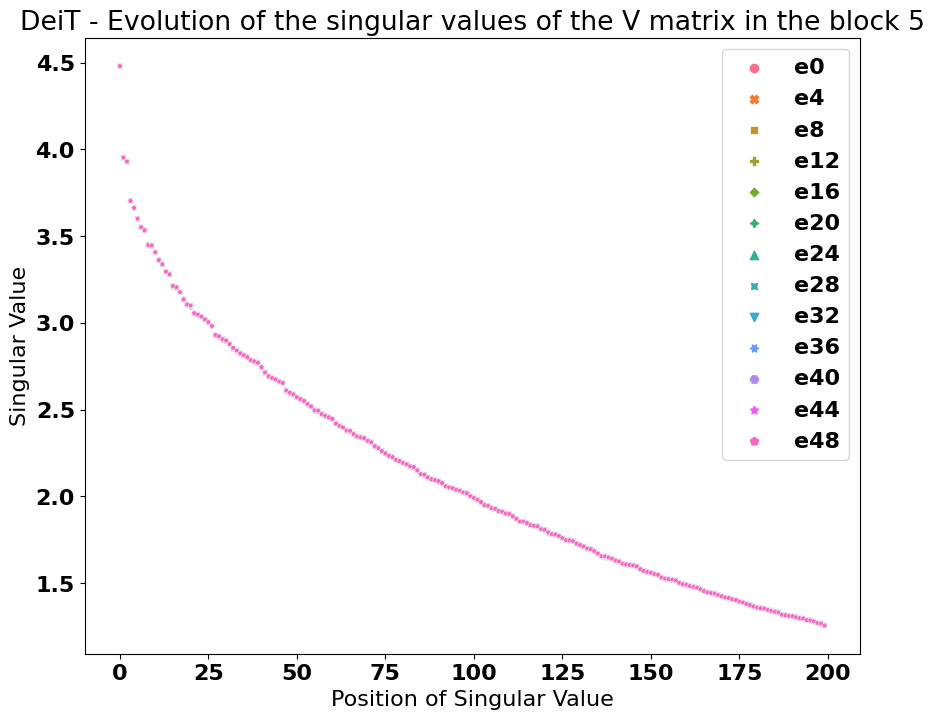 DeiT - Evolution of the singular values of the V matrix in the block 5
4.5
4.0
3.5
3.0
2.5
2.0
1.5
Singular Value
e0
e4
e8
e12
e16
e20
e24
e28
e32
e36
e40
e44
e48
0 25 50 75 100 125 150 175 200
Position of Singular Value